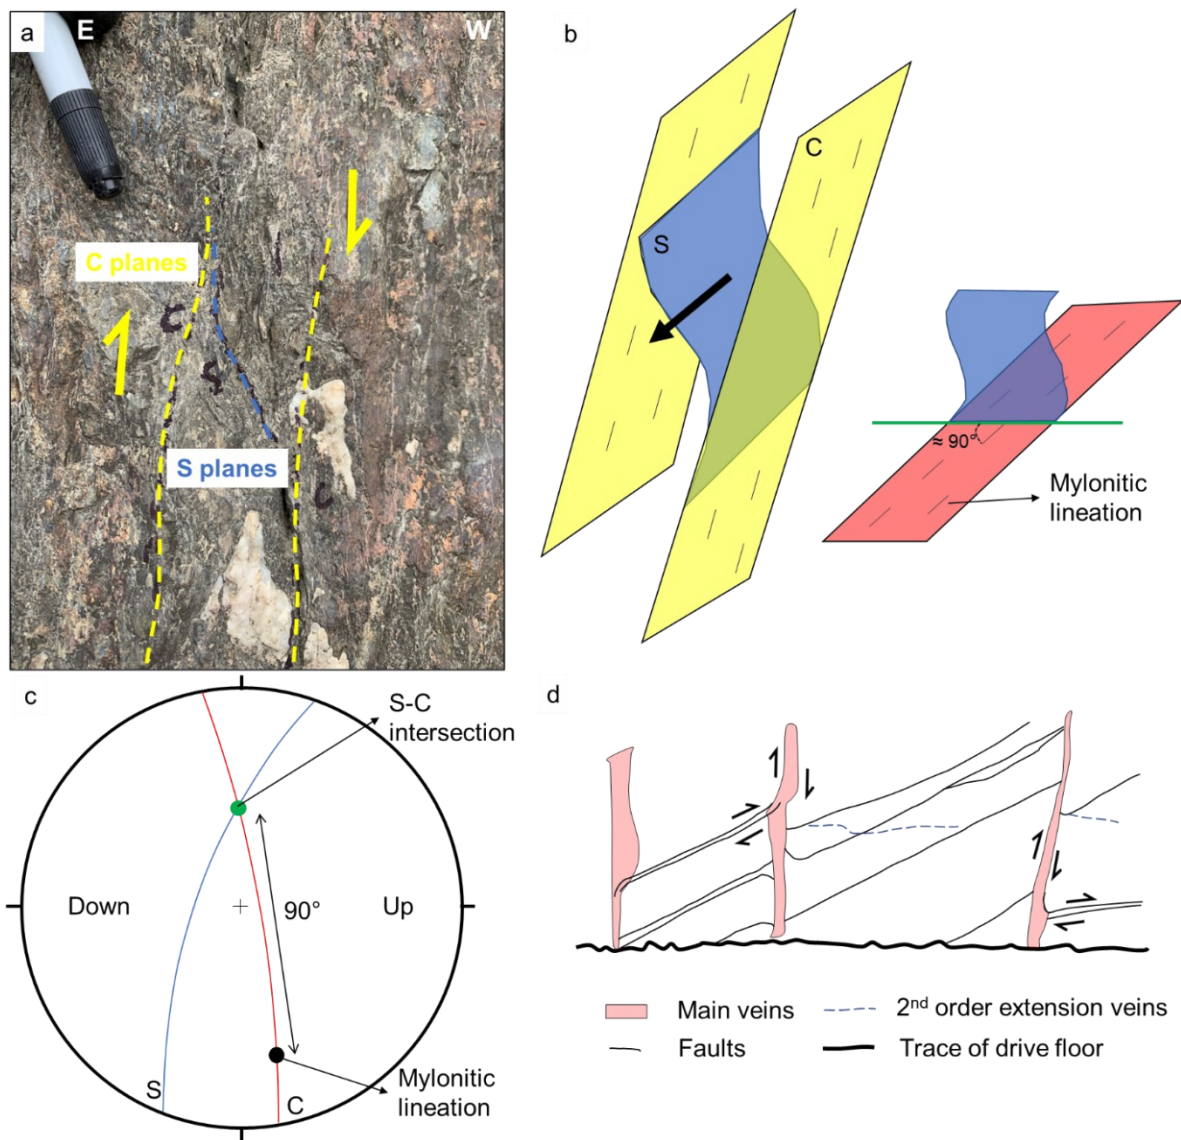 a
E
W
C planes
C
S
S planes
C
b
C
S
≈ 90°
Mylonitic
lineation
c
S-C
intersection
Down
Up
90°
S
C
Mylonitic
lineation
d
Main veins
2nd order extension veins
Faults
Trace of drive floor